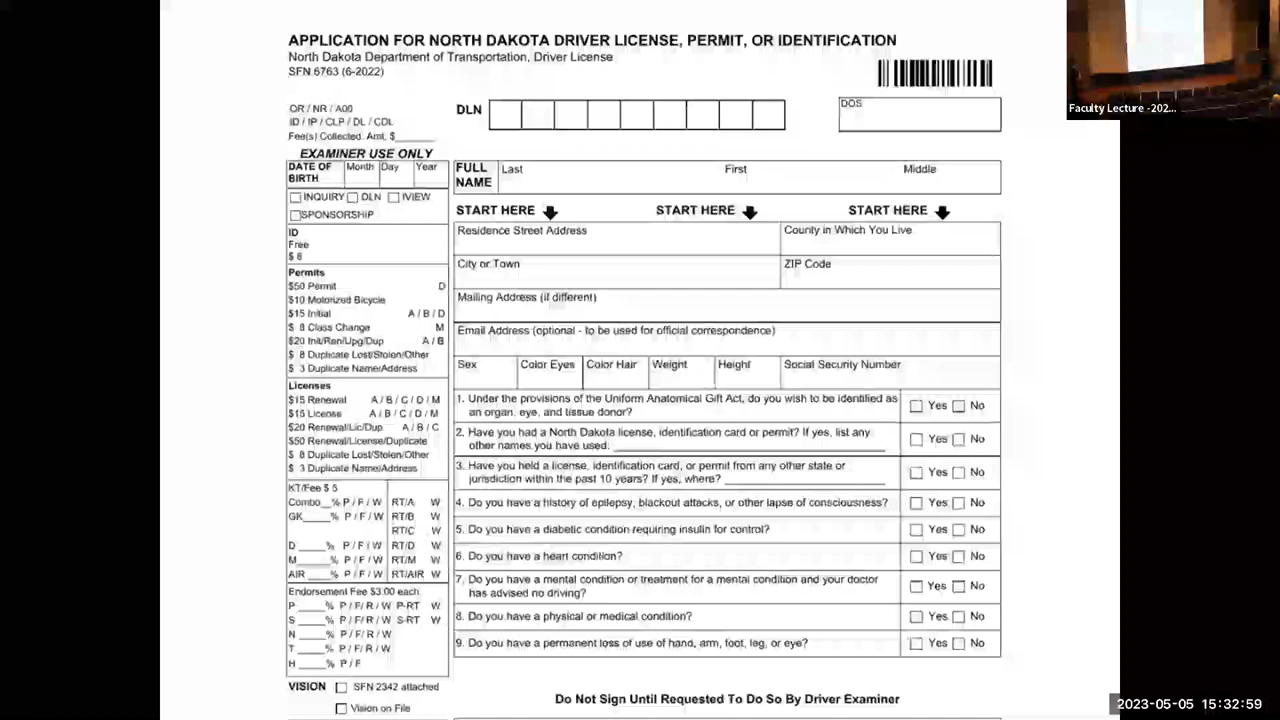 APPLICATION FOR NORTH DAKOTA DRIVER LICENSE, PERMIT, OR IDENTIFICATION
North Dakota Department of Transportation, Driver License
SFN 6763 (6-2022)
Faculty Lecture -202...
OR / NR / A00
ID / IP / CLP / DL / CDL
Fee(s) Collected. Amt. $______
EXAMINER USE ONLY
DLN
DOS
DATE OF BIRTH Month Day Year
INQUIRY DLN IVIEW
SPONSORSHIP
ID
Free
$ 8
Permits
$50 Permit D
$10 Motorized Bicycle
$15 Initial A / B / D
$ 8 Class Change M
$20 Init/Ren/Upg/Dup A / B
$ 8 Duplicate Lost/Stolen/Other
$ 3 Duplicate Name/Address
Licenses
$15 Renewal A / B / C / D / M
$15 License A / B / C / D / M
$20 Renewal/Lic/Dup A / B / C
$50 Renewal/License/Duplicate
$ 8 Duplicate Lost/Stolen/Other
$ 3 Duplicate Name/Address
KT/Fee $ 5
Combo__% P / F / W RT/A W
GK____% P / F / W RT/B W
RT/C W
D ____% P / F / W RT/D W
M ____% P / F / W RT/M W
AIR ____% P / F / W RT/AIR W
Endorsement Fee $3.00 each
P ____% P / F / R / W P-RT W
S ____% P / F / R / W S-RT W
N ____% P / F / R / W
T ____% P / F / R / W
H ____% P / F
VISION SFN 2342 attached
Vision on File
FULL NAME Last First Middle
START HERE START HERE START HERE
Residence Street Address County in Which You Live
City or Town ZIP Code
Mailing Address (if different)
Email Address (optional - to be used for official correspondence)
Sex Color Eyes Color Hair Weight Height Social Security Number
1. Under the provisions of the Uniform Anatomical Gift Act, do you wish to be identified as
an organ, eye, and tissue donor? Yes No
2. Have you had a North Dakota license, identification card or permit? If yes, list any
other names you have used: ______ Yes No
3. Have you held a license, identification card, or permit from any other state or
jurisdiction within the past 10 years? If yes, where? ______ Yes No
4. Do you have a history of epilepsy, blackout attacks, or other lapse of consciousness? Yes No
5. Do you have a diabetic condition requiring insulin for control? Yes No
6. Do you have a heart condition? Yes No
7. Do you have a mental condition or treatment for a mental condition and your doctor
has advised no driving? Yes No
8. Do you have a physical or medical condition? Yes No
9. Do you have a permanent loss of use of hand, arm, foot, leg, or eye? Yes No
Do Not Sign Until Requested To Do So By Driver Examiner
2023-05-05 15:32:59